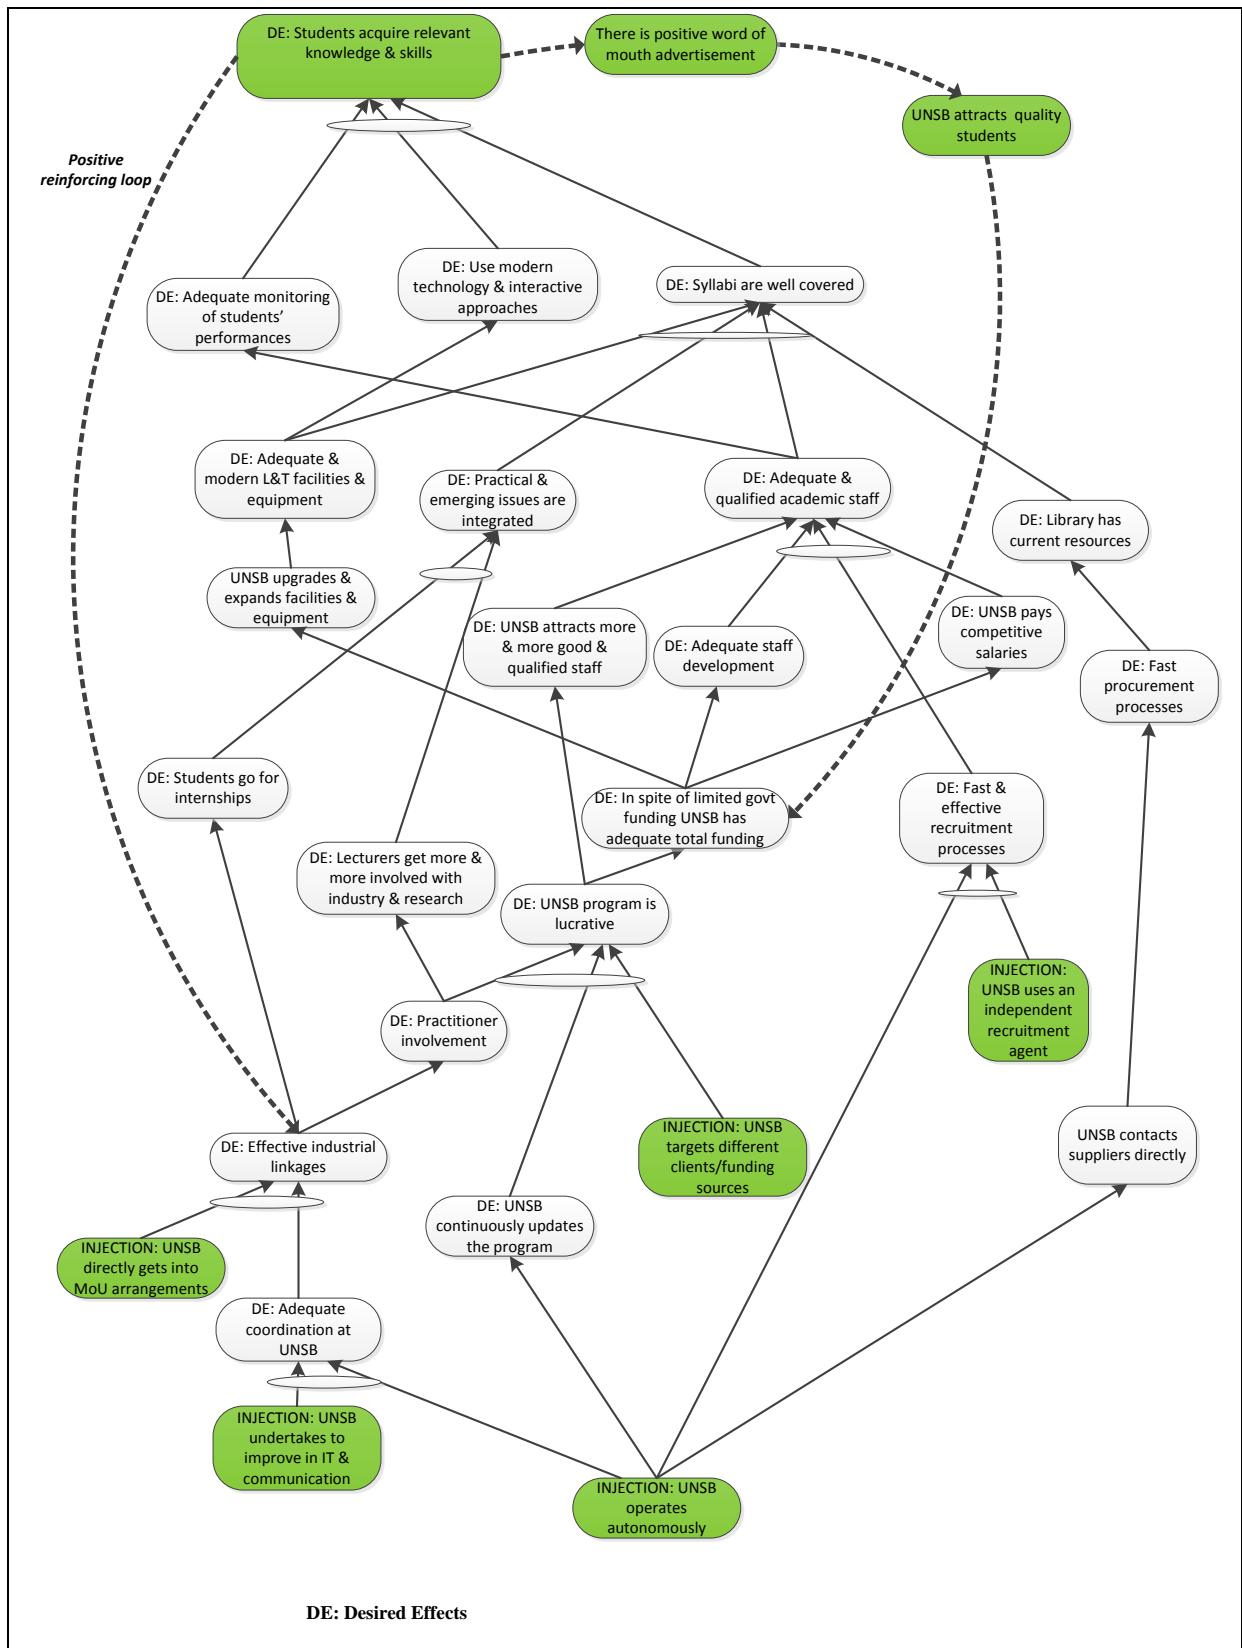 DE: Students acquire relevant
knowledge & skills
There is positive word of
mouth advertisement
UNSB attracts  quality
students
Positive
reinforcing loop
DE: Adequate monitoring
of students’
performances
DE: Use modern
technology & interactive
approaches
DE: Syllabi are well covered
DE: Adequate &
modern L&T facilities &
equipment
DE: Practical &
emerging issues are
integrated
DE: Adequate &
qualified academic staff
DE: Library has
current resources
UNSB upgrades &
expands facilities &
equipment
DE: UNSB attracts more
& more good &
qualified staff
DE: Adequate staff
development
DE: UNSB pays
competitive
salaries
DE: Fast
procurement
processes
DE: Students go for
internships
DE: In spite of limited govt
funding UNSB has
adequate total funding
DE: Fast &
effective
recruitment
processes
DE: Lecturers get more &
more involved with
industry & research
DE: UNSB program is
lucrative
INJECTION:
UNSB uses an
independent
recruitment
agent
DE: Practitioner
involvement
DE: Effective industrial
linkages
INJECTION: UNSB
targets different
clients/funding
sources
UNSB contacts
suppliers directly
DE: UNSB
continuously updates
the program
INJECTION: UNSB
directly gets into
MoU arrangements
DE: Adequate
coordination at
UNSB
INJECTION: UNSB
undertakes to
improve in IT &
communication
INJECTION: UNSB
operates
autonomously
DE: Desired Effects